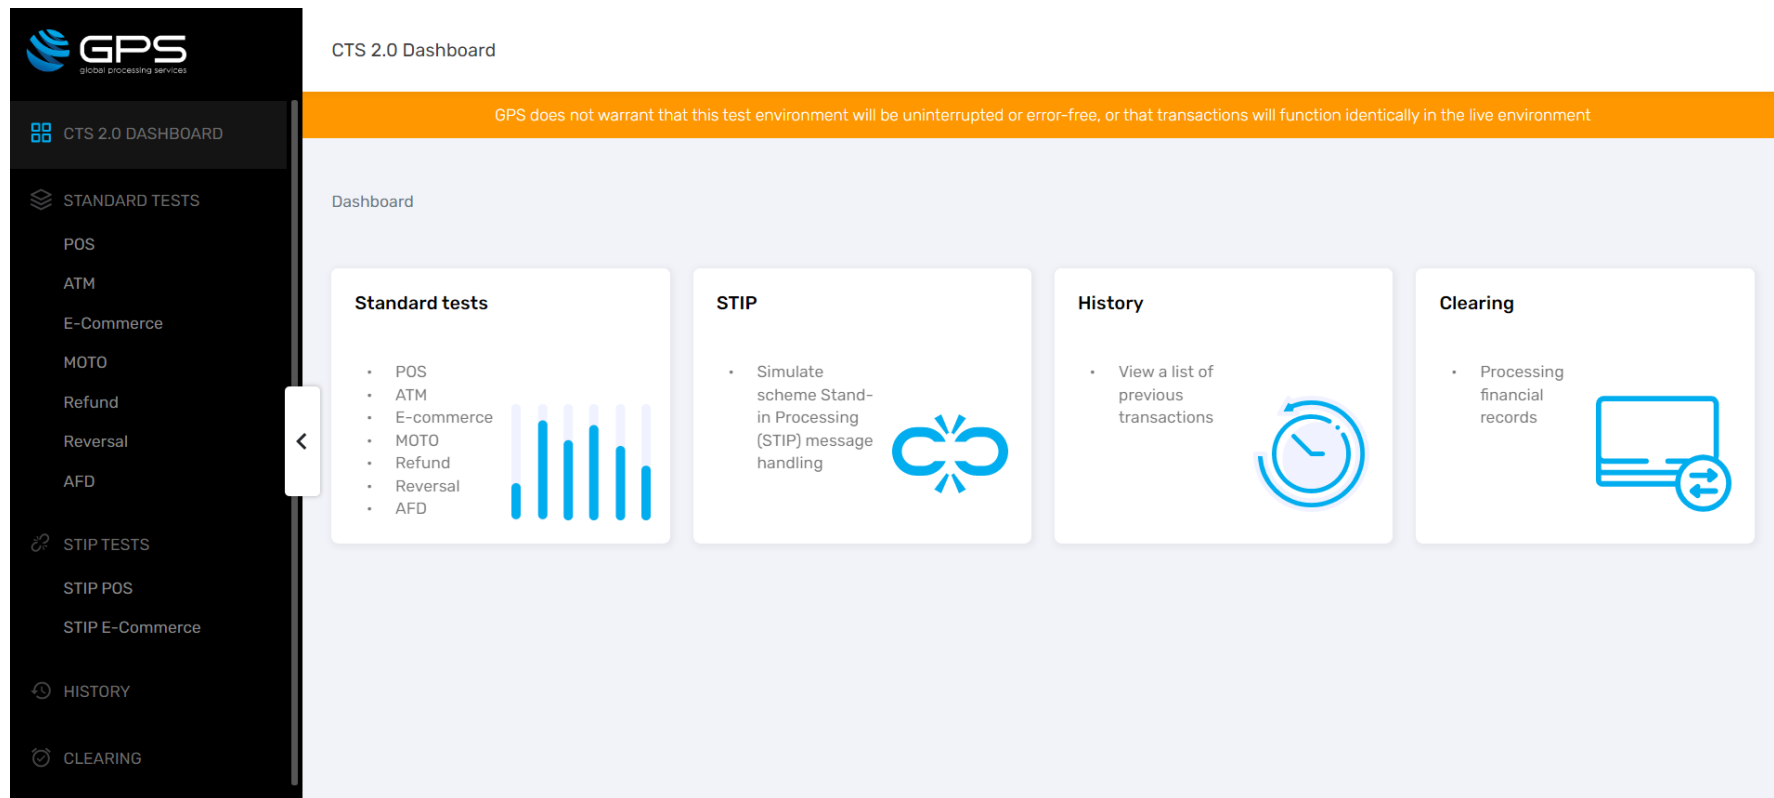 GPS
global processing services
CTS 2.0 DASHBOARD
STANDARD TESTS
POS
ATM
E-Commerce
MOTO
Refund
Reversal
AFD
STIP TESTS
STIP POS
STIP E-Commerce
HISTORY
CLEARING
CTS 2.0 Dashboard
GPS does not warrant that this test environment will be uninterrupted or error-free, or that transactions will function identically in the live environment
Dashboard
Standard tests
• POS
• ATM
• E-commerce
• MOTO
• Refund
• Reversal
• AFD
STIP
• Simulate
scheme Stand-
in Processing
(STIP) message
handling
History
• View a list of
previous
transactions
Clearing
• Processing
financial
records